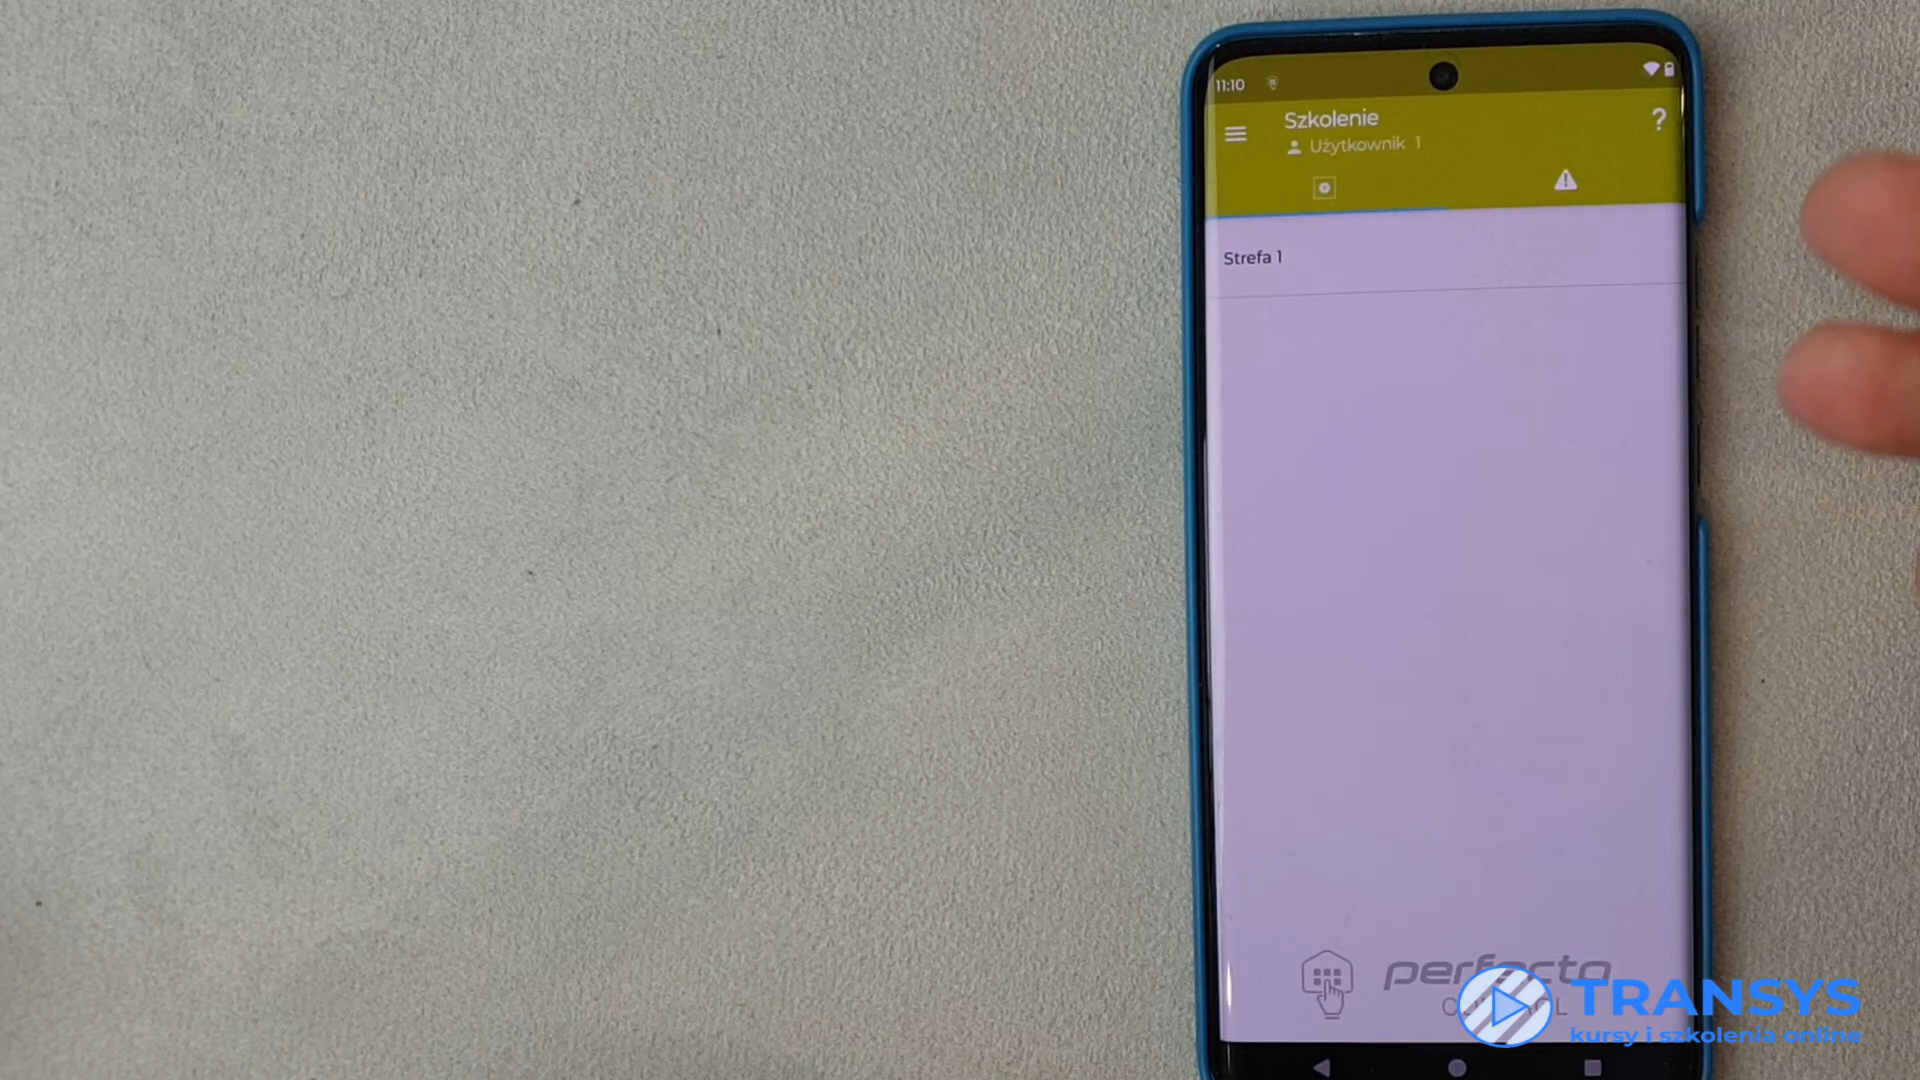 11:10
Szkolenie
Użytkownik 1
?
Strefa 1
perfecta
TRANSYS
kursy i szkolenia online